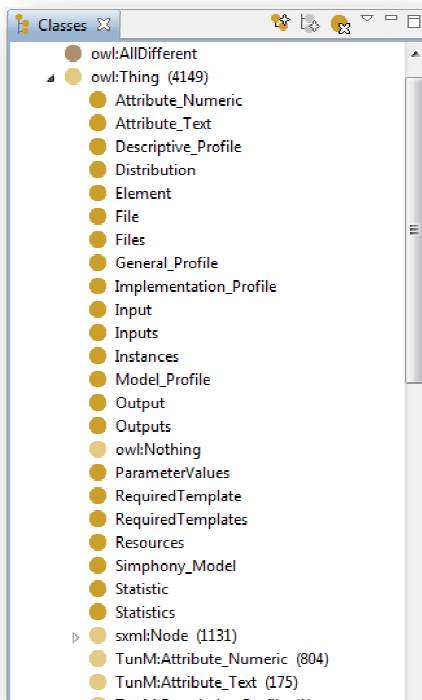 Classes
owl:AllDifferent
owl:Thing (4149)
Attribute_Numeric
Attribute_Text
Descriptive_Profile
Distribution
Element
File
Files
General_Profile
Implementation_Profile
Input
Inputs
Instances
Model_Profile
Output
Outputs
owl:Nothing
ParameterValues
RequiredTemplate
RequiredTemplates
Resources
Simphony_Model
Statistic
Statistics
sxml:Node (1131)
TunM:Attribute_Numeric (804)
TunM:Attribute_Text (175)